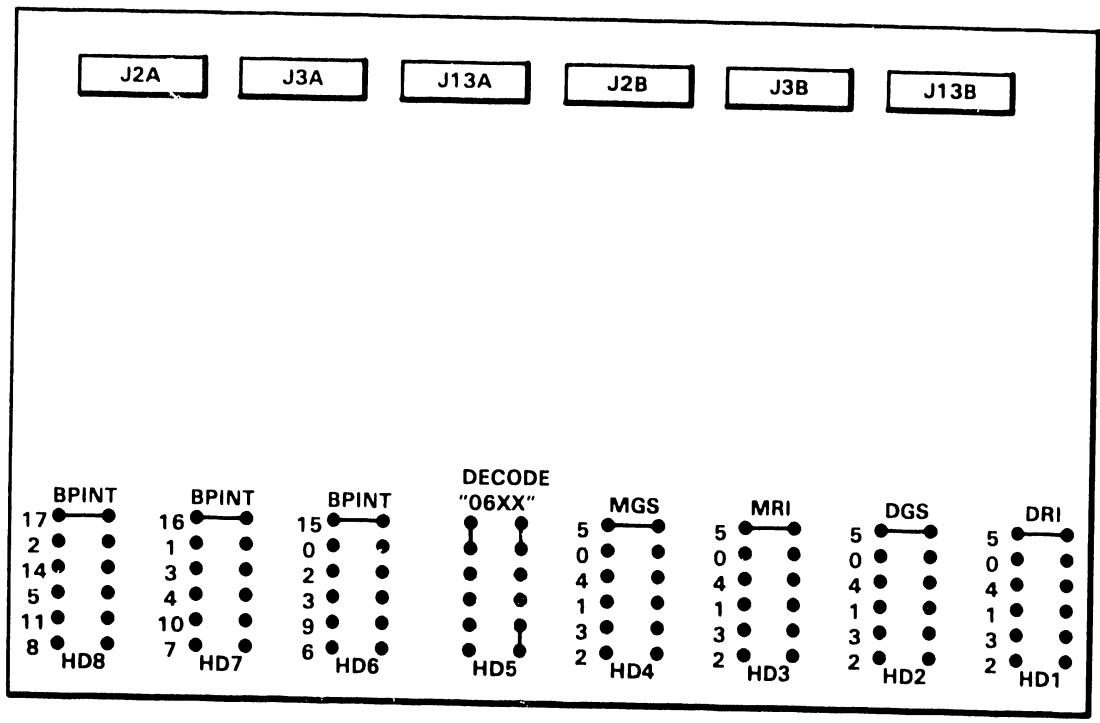 J2A J3A J13A J2B J3B J13B
DECODE
BPINT BPINT BPINT "06XX" MGS MRI DGS DRI
17 16 15 5 5 5 5
2 1 0 0 0 0 0
14 3 2 4 4 4 4
5 4 3 1 1 1 1
11 10 9 3 3 3 3
8 7 6 2 2 2 2
HD8 HD7 HD6 HD5 HD4 HD3 HD2 HD1